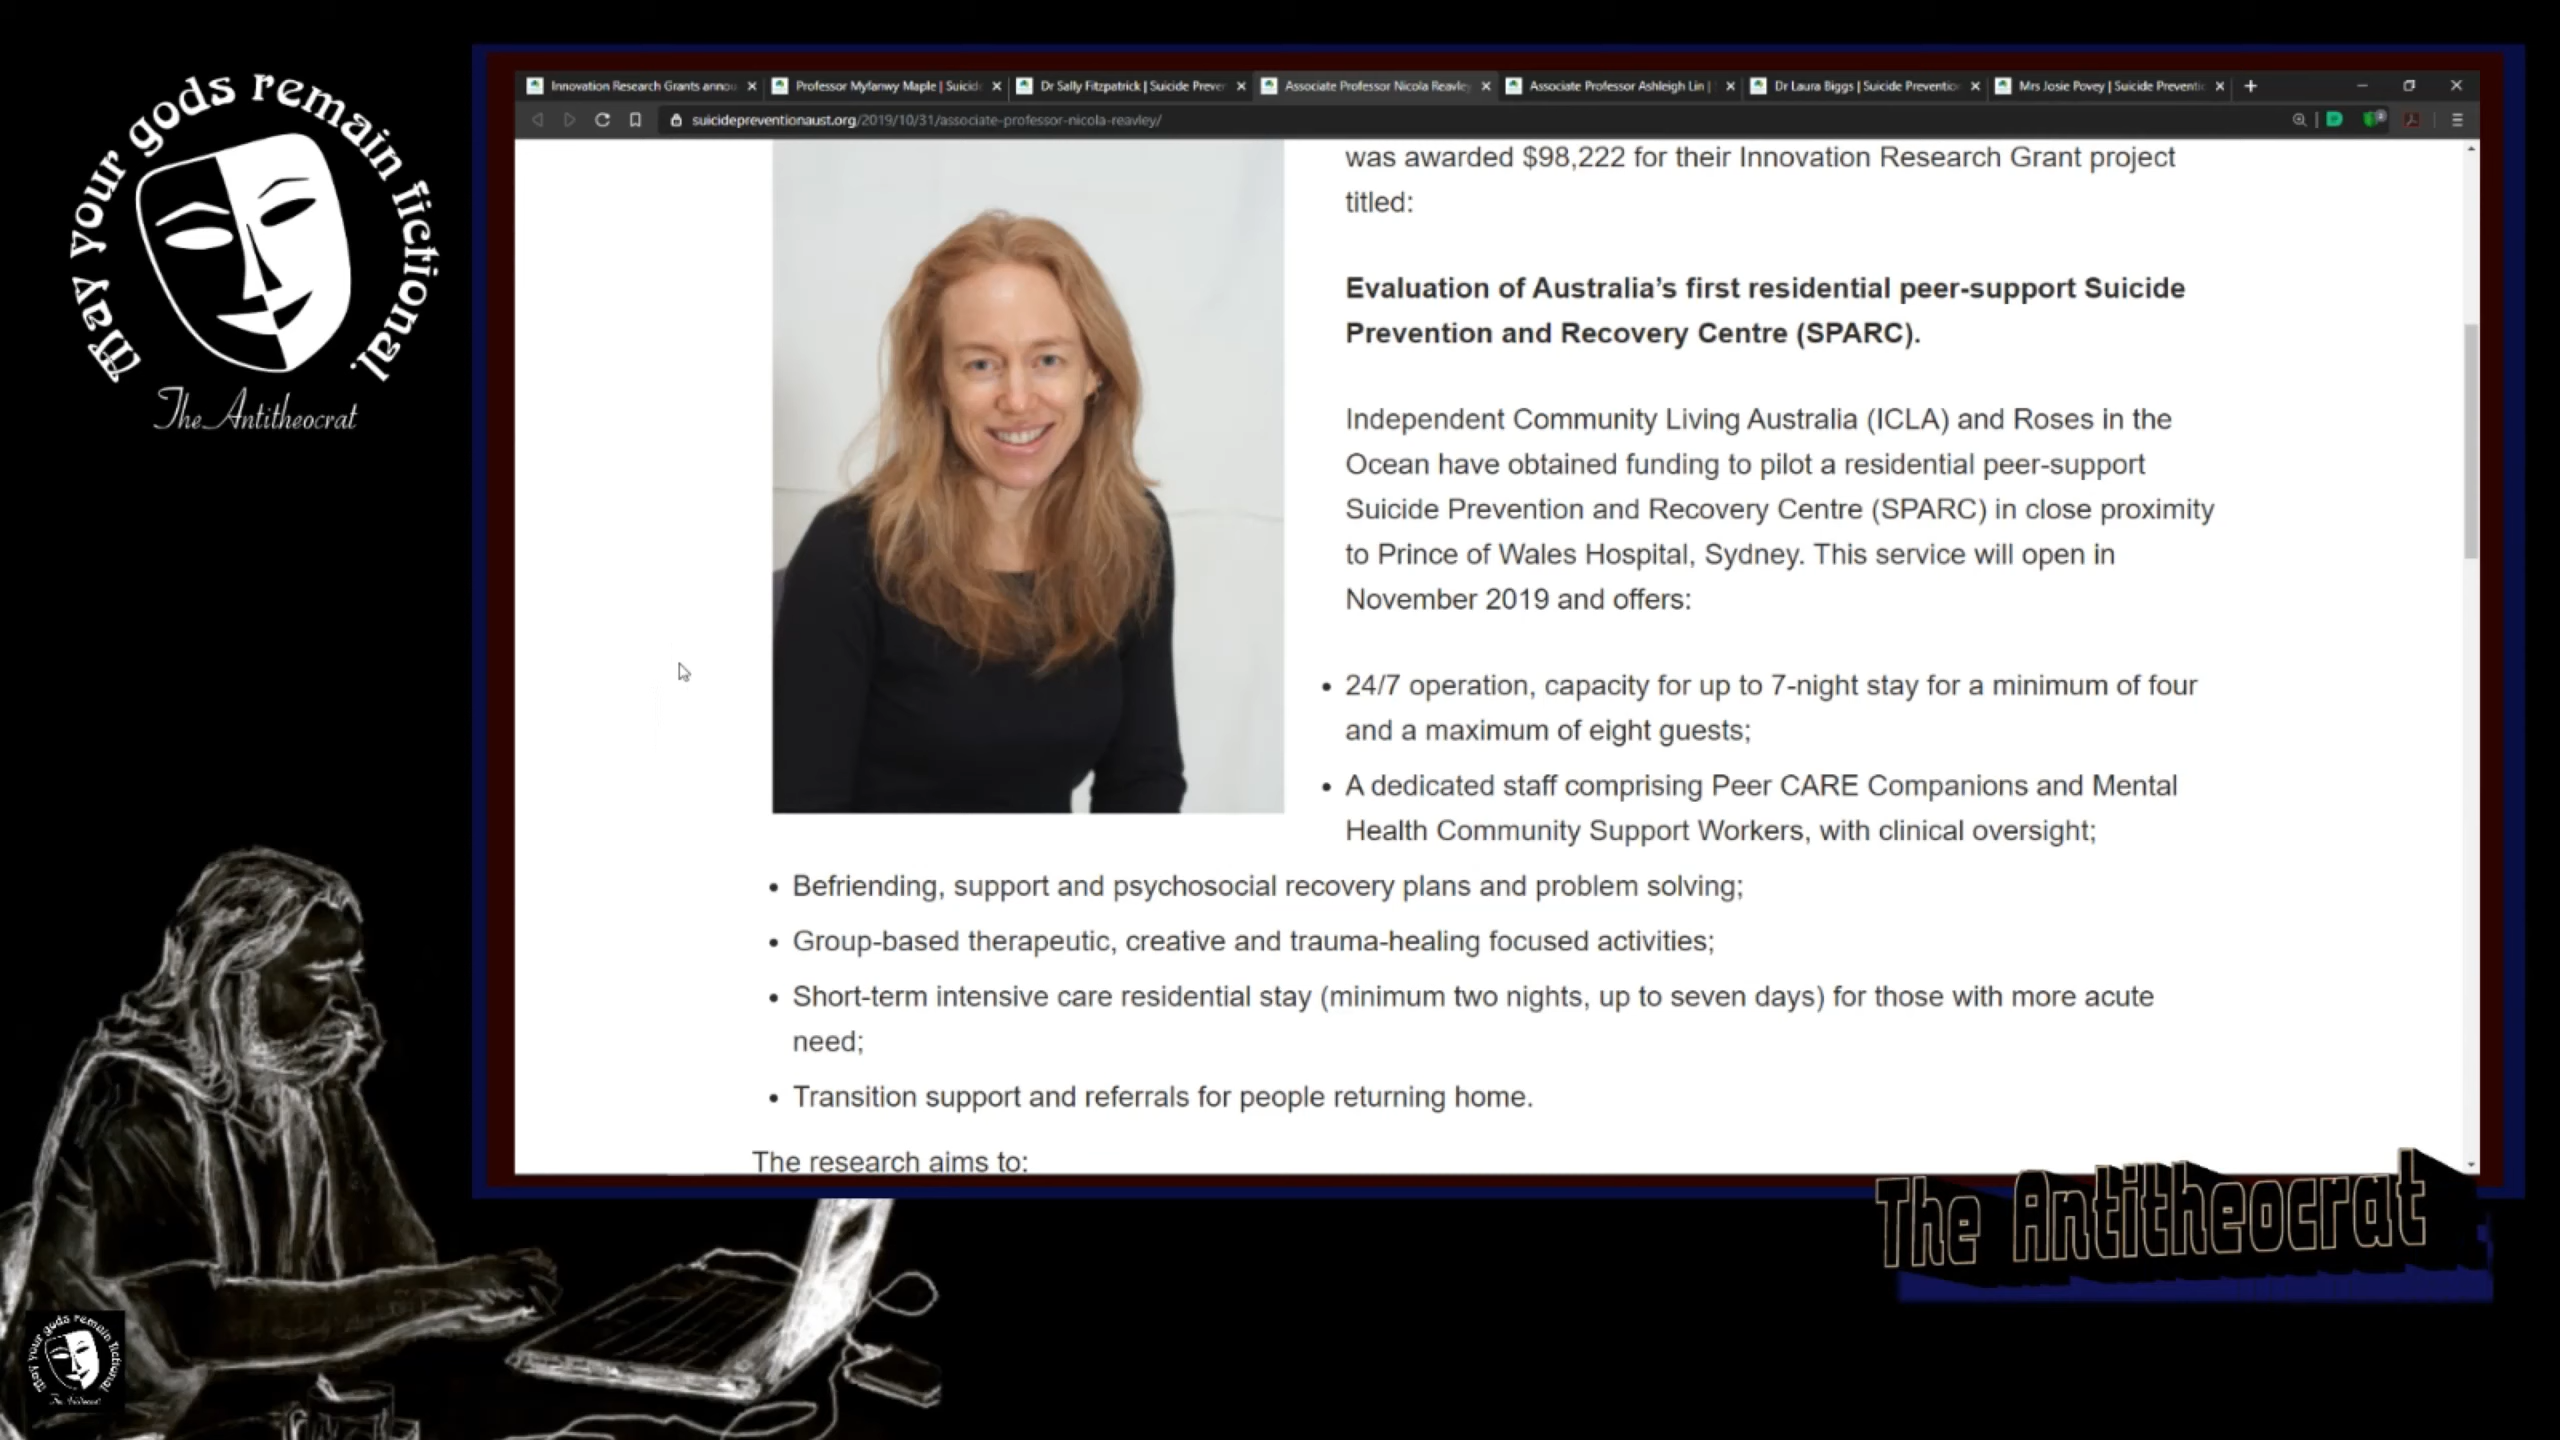 May your gods remain fictional.
The Antitheocrat
Innovation Research Grants annou
Professor Myfanwy Maple | Suicid
Dr Sally Fitzpatrick | Suicide Preve
Associate Professor Nicola Reavle
Associate Professor Ashleigh Lin |
Dr Laura Biggs | Suicide Preventio
Mrs Josie Povey | Suicide Preventi
suicidepreventionaust.org/2019/10/31/associate-professor-nicola-reavley/
was awarded $98,222 for their Innovation Research Grant project
titled:
Evaluation of Australia’s first residential peer-support Suicide
Prevention and Recovery Centre (SPARC).
Independent Community Living Australia (ICLA) and Roses in the
Ocean have obtained funding to pilot a residential peer-support
Suicide Prevention and Recovery Centre (SPARC) in close proximity
to Prince of Wales Hospital, Sydney. This service will open in
November 2019 and offers:
• 24/7 operation, capacity for up to 7-night stay for a minimum of four
and a maximum of eight guests;
• A dedicated staff comprising Peer CARE Companions and Mental
Health Community Support Workers, with clinical oversight;
• Befriending, support and psychosocial recovery plans and problem solving;
• Group-based therapeutic, creative and trauma-healing focused activities;
• Short-term intensive care residential stay (minimum two nights, up to seven days) for those with more acute
need;
• Transition support and referrals for people returning home.
The research aims to:
The Antitheocrat
May your gods remain fictional.
The Antitheocrat